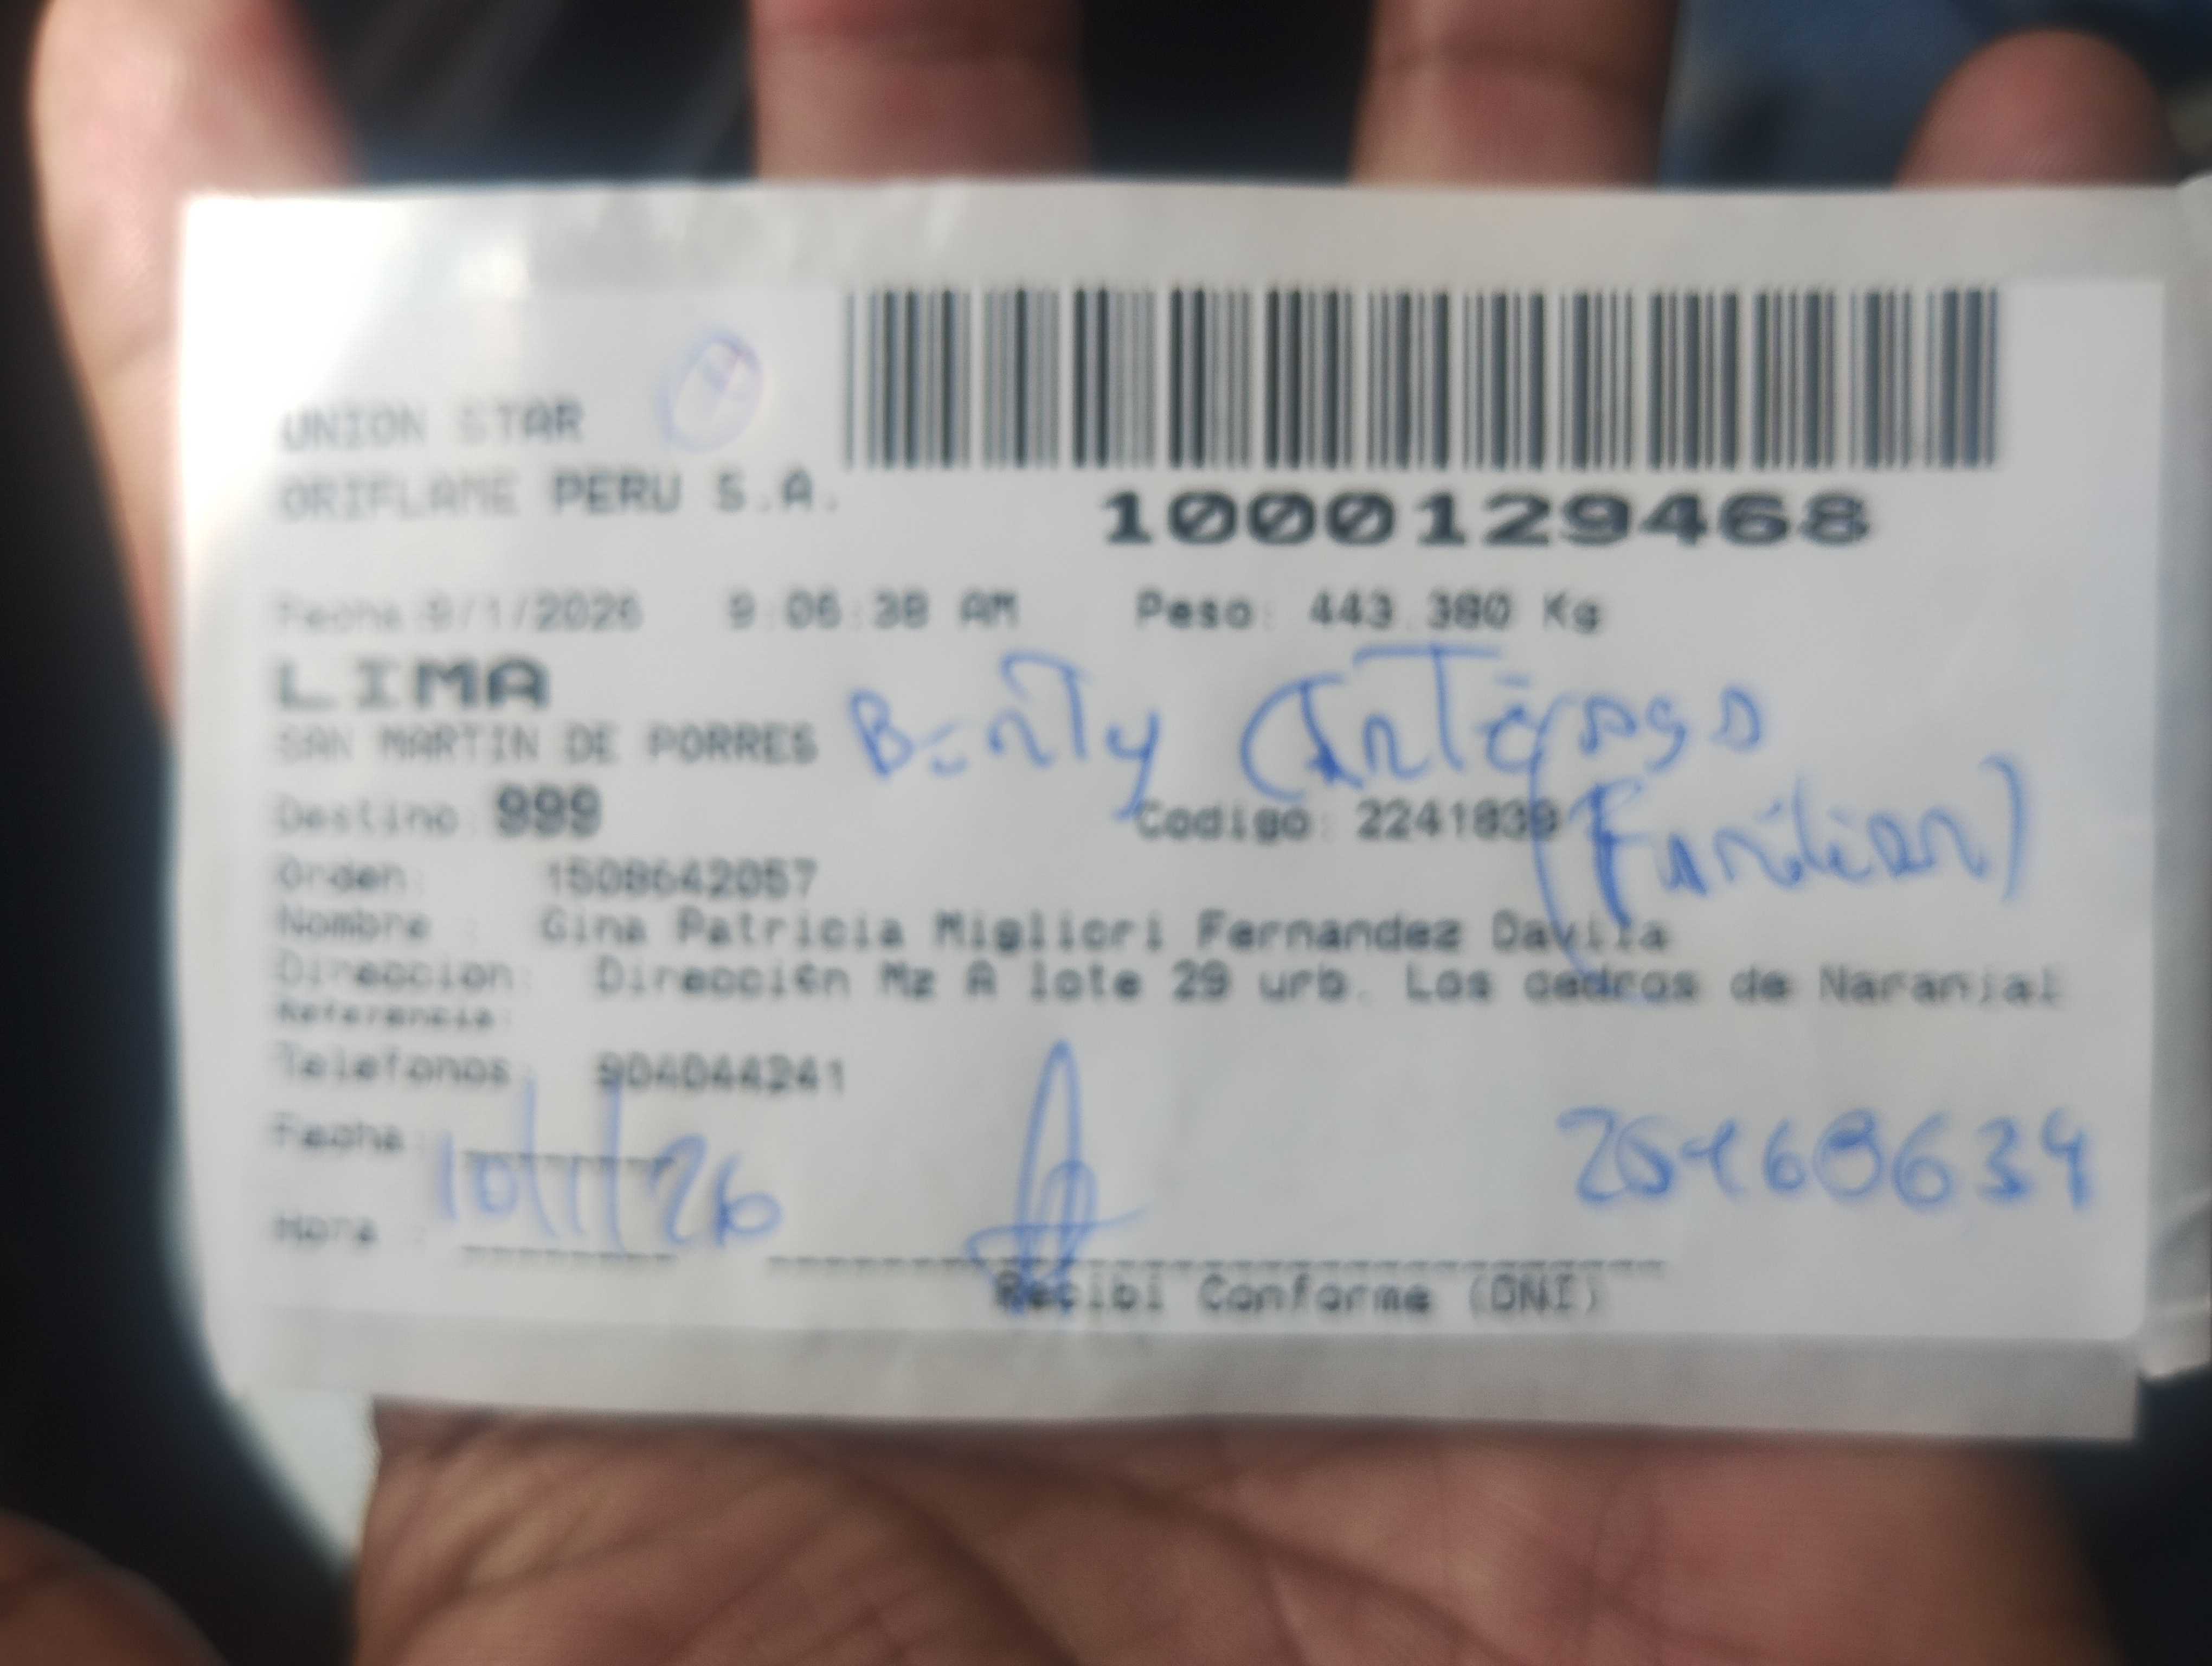 UNION STAR
ORIFLAME PERU S.A.
1000129468
Fecha:9/1/2026 9:06:38 AM Peso: 443.380 Kg
LIMA
SAN MARTIN DE PORRES
Destino: 999 Codigo: 2241839
(Familiar)
Orden: 1508642057
Nombre : Gina Patricia Migliori Fernandez Davila
Direccion: Dirección Mz A lote 29 urb. Los cedros de Naranjal
Referencia:
Telefonos: 904044241
Fecha : 10/1/26
Hora :
Recibi Conforme (DNI)